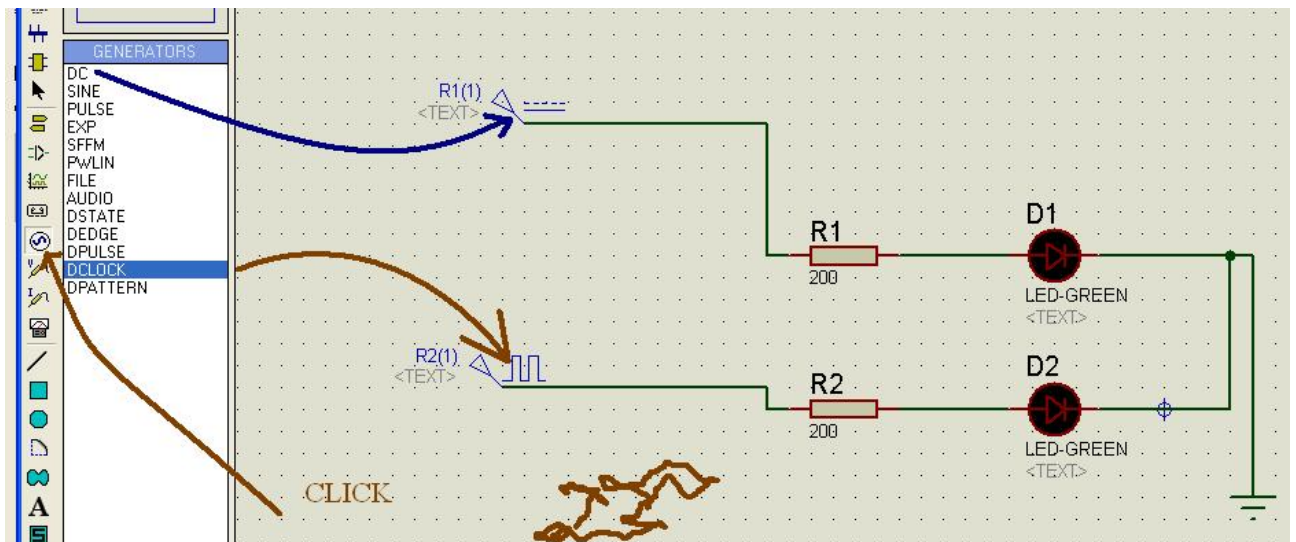 GENERATORS
DC
SINE
PULSE
EXP
SFFM
PWLIN
FILE
AUDIO
DSTATE
DEDGE
DPULSE
DCLOCK
DPATTERN
A
R1(1)
<TEXT>
R1
200
D1
LED-GREEN
<TEXT>
R2(1)
<TEXT>
R2
200
D2
LED-GREEN
<TEXT>
CLICK